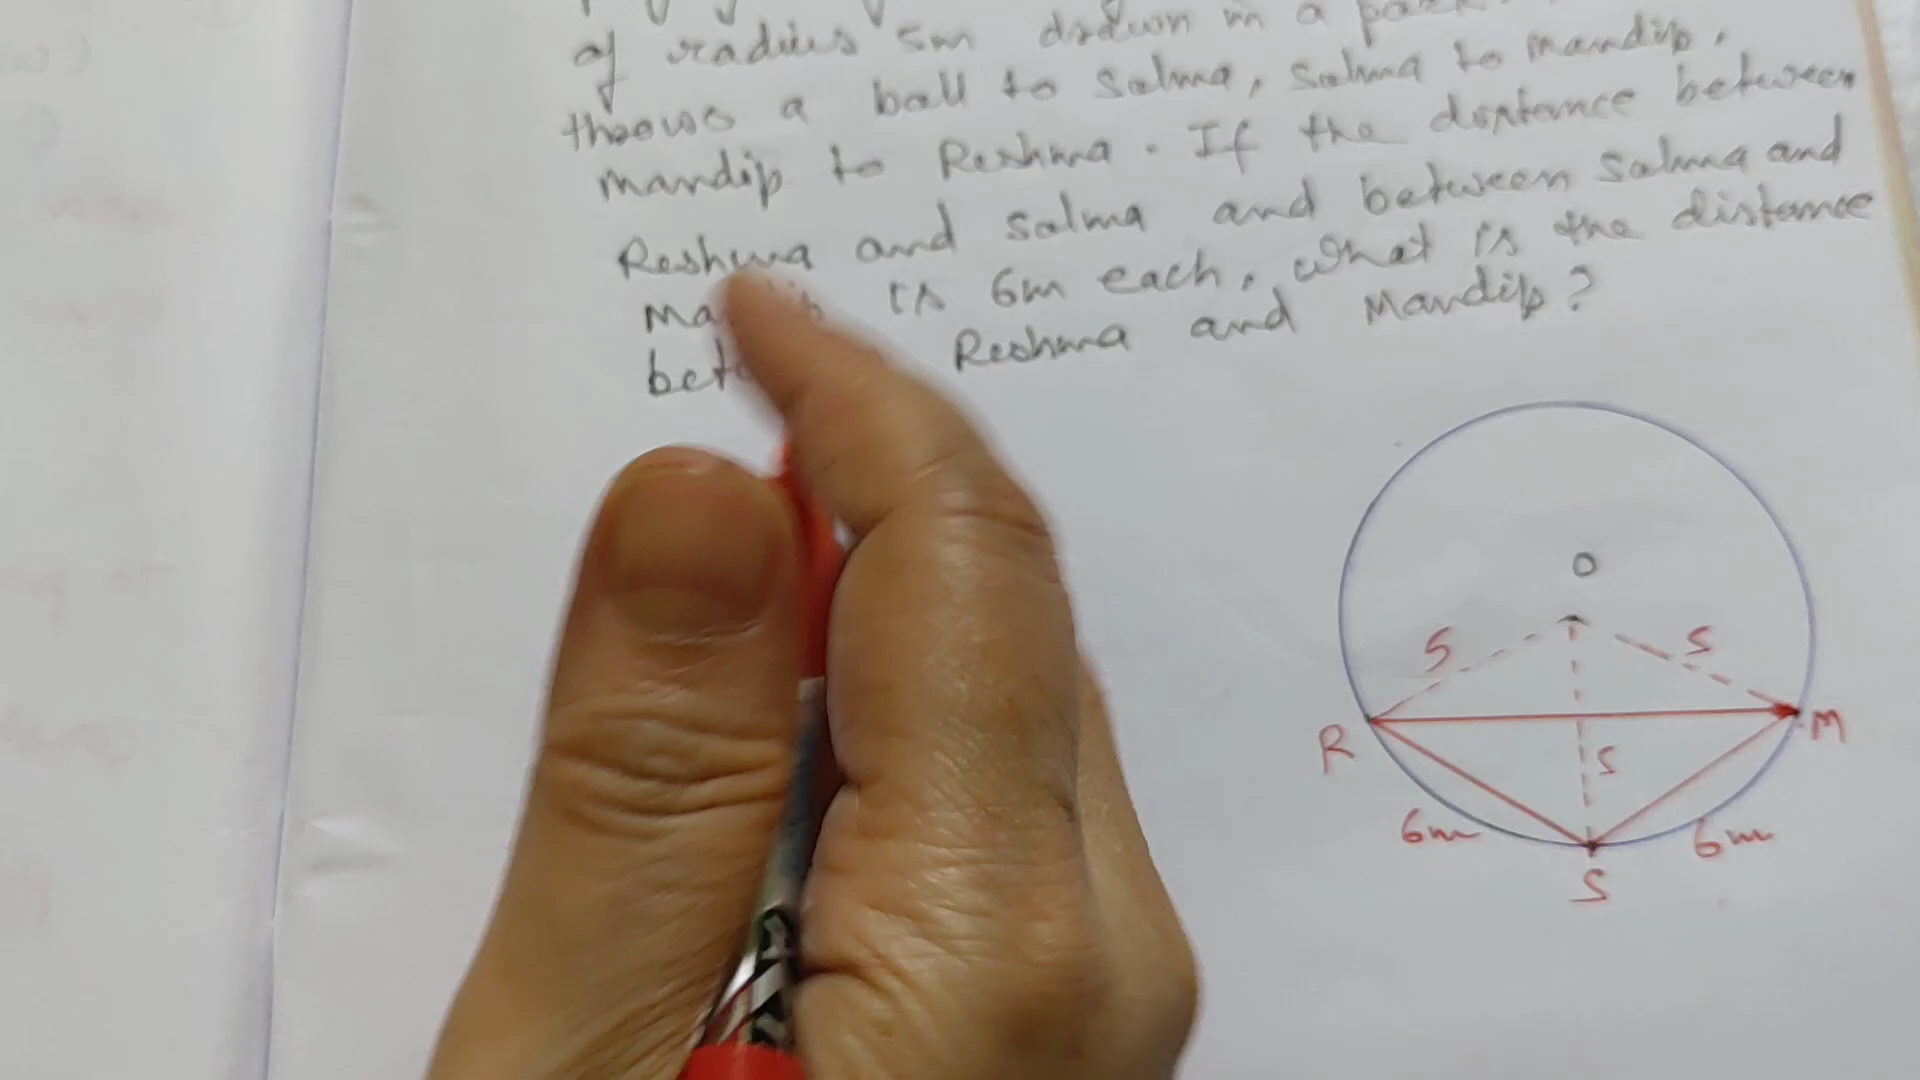 of radius 5m drawn in a park
throws a ball to Salma, Salma to Mandip,
Mandip to Reshma. If the distance between
Reshma and Salma and between Salma and
Mandip is 6m each, what is the distance
Reshma and Mandip?
O
5 5
R M
5
6m 6m
S